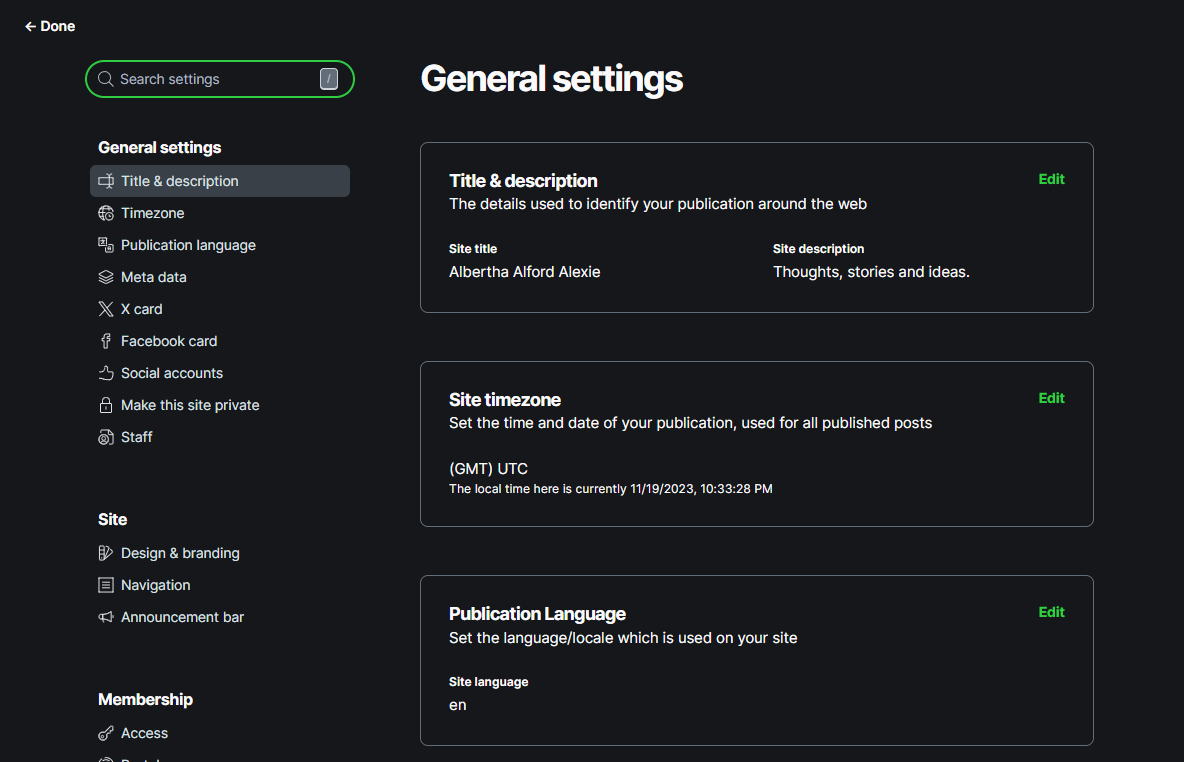 ← Done
Search settings /
General settings
Title & description
Timezone
Publication language
Meta data
X card
Facebook card
Social accounts
Make this site private
Staff
Site
Design & branding
Navigation
Announcement bar
Membership
Access
General settings
Title & description
Edit
The details used to identify your publication around the web
Site title
Albertha Alford Alexie
Site description
Thoughts, stories and ideas.
Site timezone
Edit
Set the time and date of your publication, used for all published posts
(GMT) UTC
The local time here is currently 11/19/2023, 10:33:28 PM
Publication Language
Edit
Set the language/locale which is used on your site
Site language
en